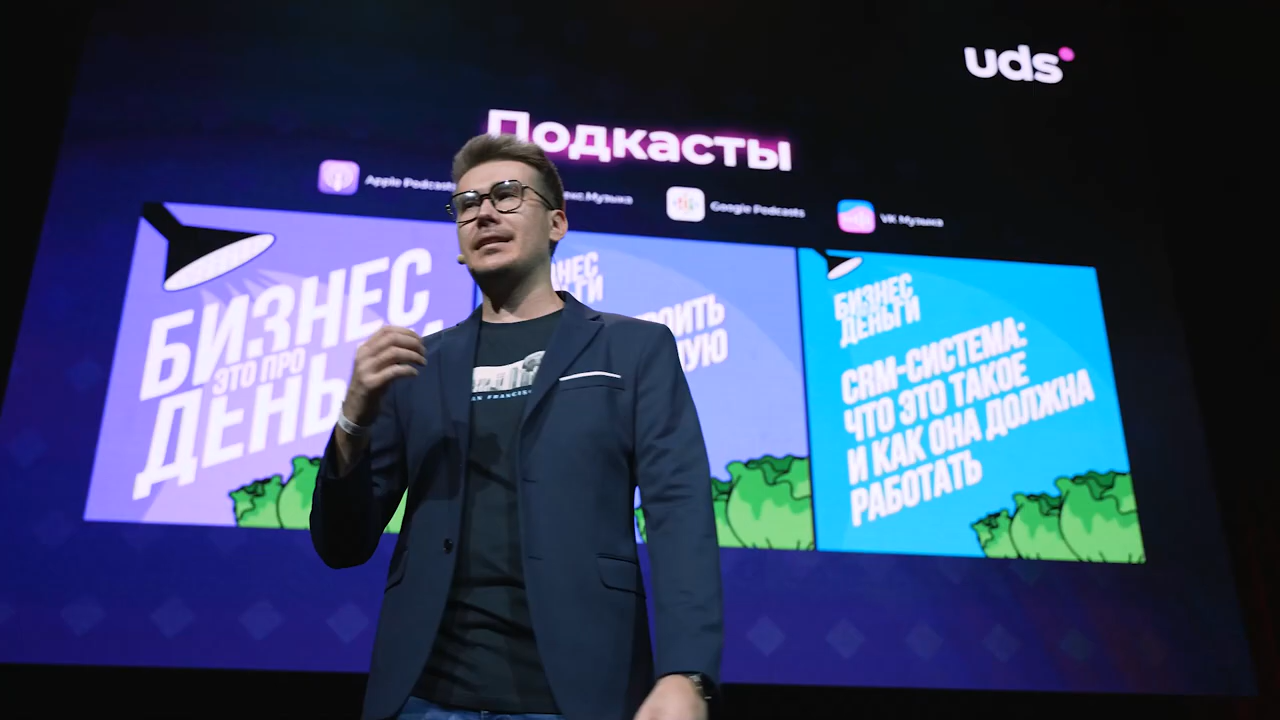 uds
Подкасты
Apple Podcasts
Музыка
Google Podcasts
VK Музыка
БИЗНЕС
ЭТО ПРО
БИЗНЕС
ДЕНЬГИ
CRM-СИСТЕМА:
ЧТО ЭТО ТАКОЕ
И КАК ОНА ДОЛЖНА
РАБОТАТЬ